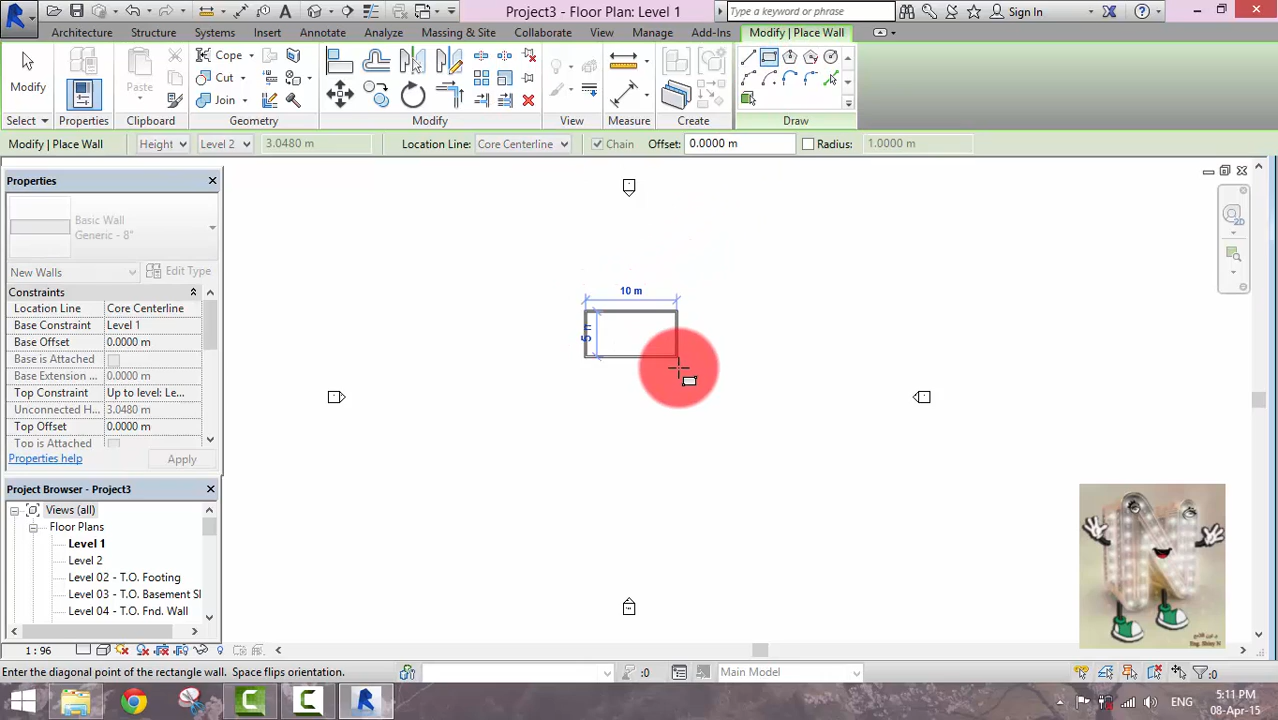 Project3 - Floor Plan: Level 1
Type a keyword or phrase
Sign In
Architecture
Structure
Systems
Insert
Annotate
Analyze
Massing & Site
Collaborate
View
Manage
Add-Ins
Modify | Place Wall
Modify
Paste
Cope
Cut
Join
Select
Properties
Clipboard
Geometry
Modify
View
Measure
Create
Draw
Modify | Place Wall
Height
Level 2
3.0480 m
Location Line:
Core Centerline
Chain
Offset:
0.0000 m
Radius:
1.0000 m
Properties
Basic Wall
Generic - 8"
New Walls
Edit Type
Constraints
Location Line
Core Centerline
Base Constraint
Level 1
Base Offset
0.0000 m
Base is Attached
Base Extension ...
0.0000 m
Top Constraint
Up to level: Le...
Unconnected H...
3.0480 m
Top Offset
0.0000 m
Top is Attached
Properties help
Apply
10 m
5 m
2D
Project Browser - Project3
Views (all)
Floor Plans
Level 1
Level 2
Level 02 - T.O. Footing
Level 03 - T.O. Basement Sl
Level 04 - T.O. Fnd. Wall
1 : 96
Enter the diagonal point of the rectangle wall. Space flips orientation.
:0
Main Model
:0
ENG
5:11 PM
08-Apr-15